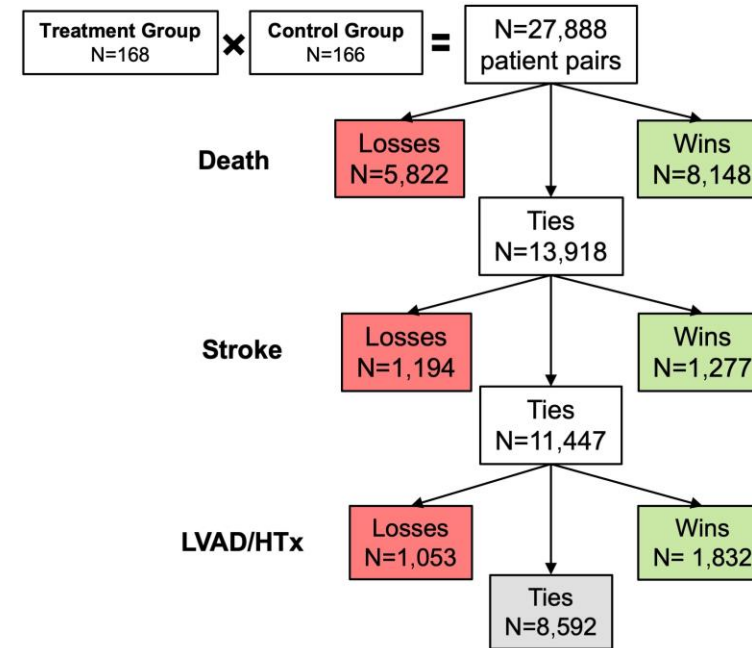 Treatment Group
N=168
×
Control Group
N=166
=
N=27,888
patient pairs
Death
Losses
N=5,822
Wins
N=8,148
Ties
N=13,918
Stroke
Losses
N=1,194
Wins
N=1,277
Ties
N=11,447
LVAD/HTx
Losses
N=1,053
Wins
N= 1,832
Ties
N=8,592